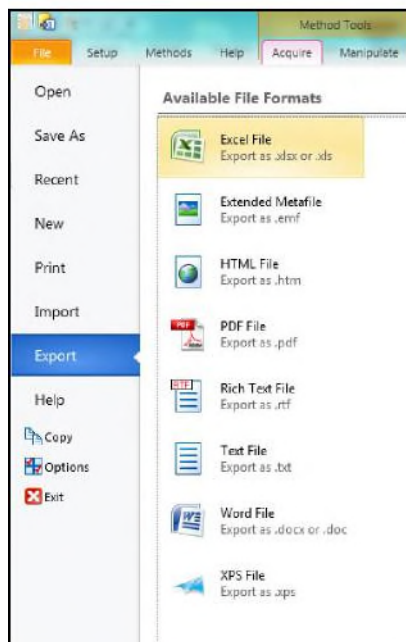 Method Tools
File Setup Methods Help Acquire Manipulate
Open
Save As
Recent
New
Print
Import
Export
Help
Copy
Options
Exit
Available File Formats
Excel File
Export as .xlsx or .xls
Extended Metafile
Export as .emf
HTML File
Export as .htm
PDF
PDF File
Export as .pdf
RTF
Rich Text File
Export as .rtf
Text File
Export as .txt
Word File
Export as .docx or .doc
XPS File
Export as .xps